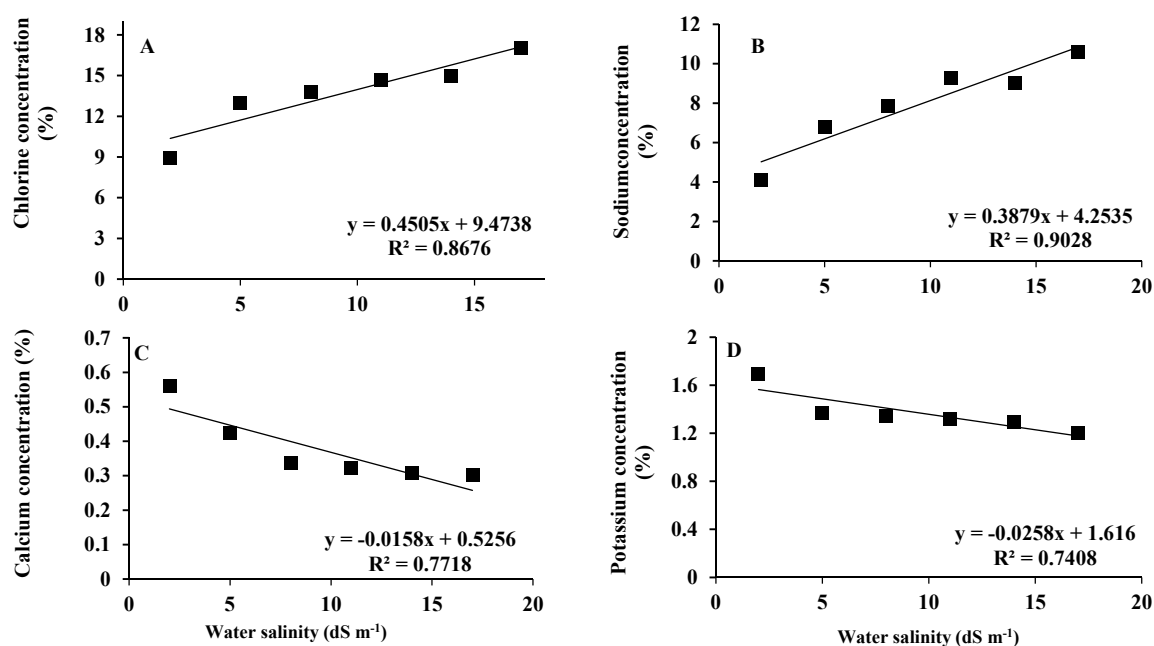 A
Chlorine concentration
(%)
18
15
12
9
6
3
0
y = 0.4505x + 9.4738
R² = 0.8676
0
5
10
15
B
Sodiumconcentration
(%)
12
10
8
6
4
2
0
y = 0.3879x + 4.2535
R² = 0.9028
0
5
10
15
20
C
Calcium concentration (%)
0.7
0.6
0.5
0.4
0.3
0.2
0.1
0
y = -0.0158x + 0.5256
R² = 0.7718
0
5
10
15
20
Water salinity (dS m⁻¹)
D
Potassium concentration
(%)
2
1.6
1.2
0.8
0.4
0
y = -0.0258x + 1.616
R² = 0.7408
0
5
10
15
20
Water salinity (dS m⁻¹)